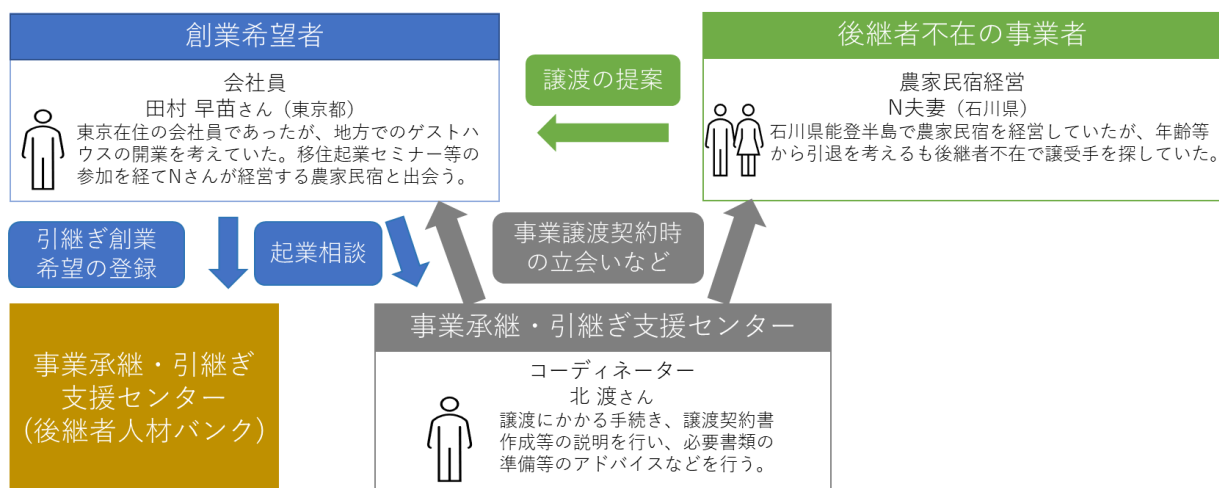 創業希望者
会社員
田村 早苗さん（東京都）
東京在住の会社員であったが、地方でのゲストハ
ウスの開業を考えていた。移住起業セミナー等の
参加を経てNさんが経営する農家民宿と出会う。
譲渡の提案
後継者不在の事業者
農家民宿経営
N夫妻（石川県）
石川県能登半島で農家民宿を経営していたが、年齢等
から引退を考えるも後継者不在で譲受手を探していた。
引継ぎ創業
希望の登録
起業相談
事業譲渡契約時
の立会いなど
事業承継・引継ぎ
支援センター
(後継者人材バンク)
事業承継・引継ぎ支援センター
コーディネーター
北 渡さん
譲渡にかかる手続き、譲渡契約書
作成等の説明を行い、必要書類の
準備等のアドバイスなどを行う。